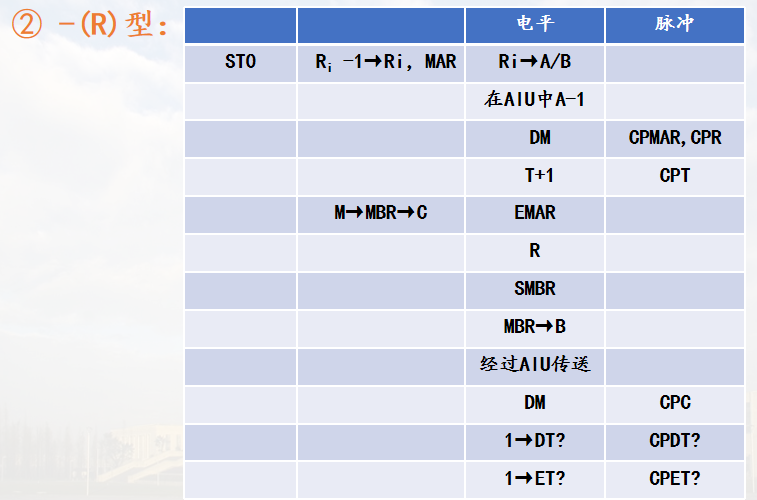 ② -(R)型：
电平 脉冲
STO Ri -1→Ri，MAR Ri→A/B
在AIU中A-1
DM CPMAR,CPR
T+1 CPT
M→MBR→C EMAR
R
SMBR
MBR→B
经过AIU传送
DM CPC
1→DT? CPDT?
1→ET? CPET?